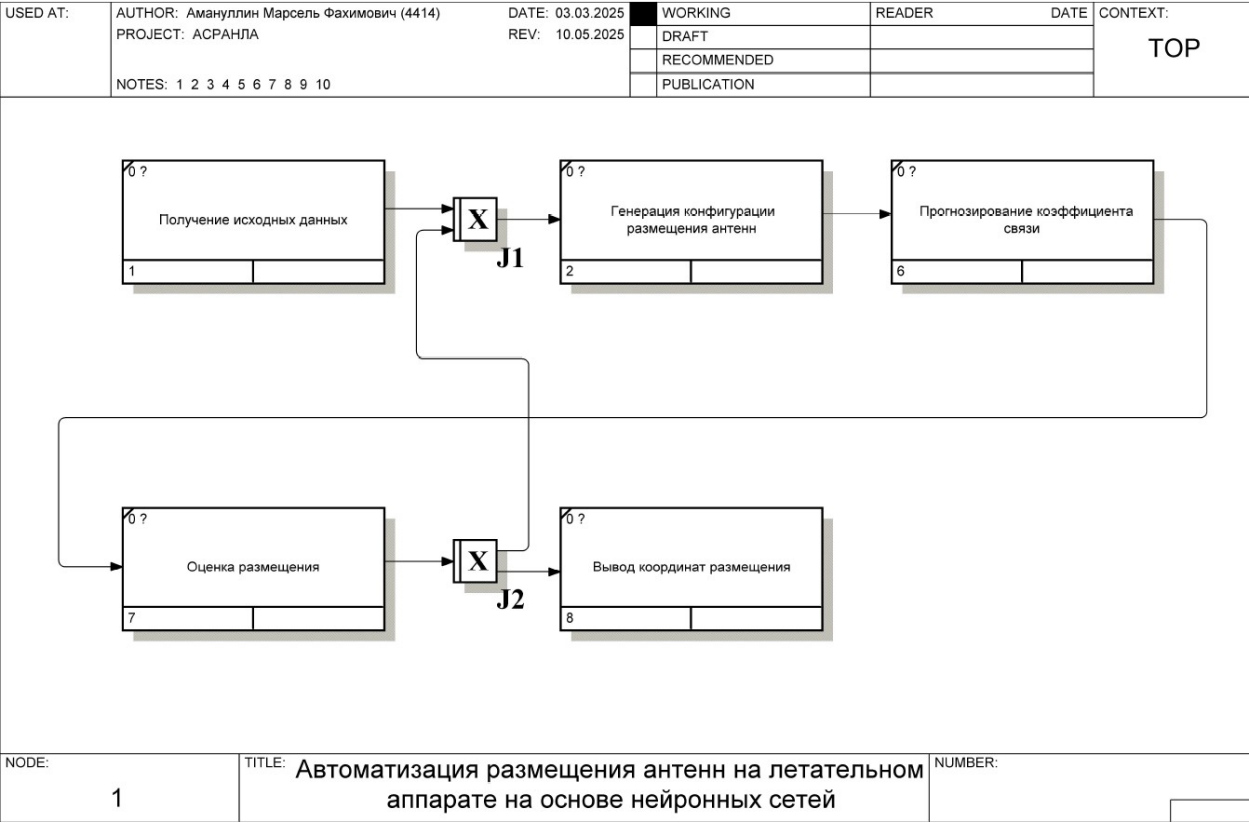 USED AT:
AUTHOR: Амануллин Марсель Фахимович (4414)
DATE: 03.03.2025
PROJECT: АСРАНЛА
REV: 10.05.2025
NOTES: 1 2 3 4 5 6 7 8 9 10
WORKING
DRAFT
RECOMMENDED
PUBLICATION
READER
DATE
CONTEXT:
TOP
0 ?
Получение исходных данных
1
X
J1
0 ?
Генерация конфигурации
размещения антенн
2
0 ?
Прогнозирование коэффициента
связи
6
0 ?
Оценка размещения
7
X
J2
0 ?
Вывод координат размещения
8
NODE:
1
TITLE:
Автоматизация размещения антенн на летательном
аппарате на основе нейронных сетей
NUMBER: